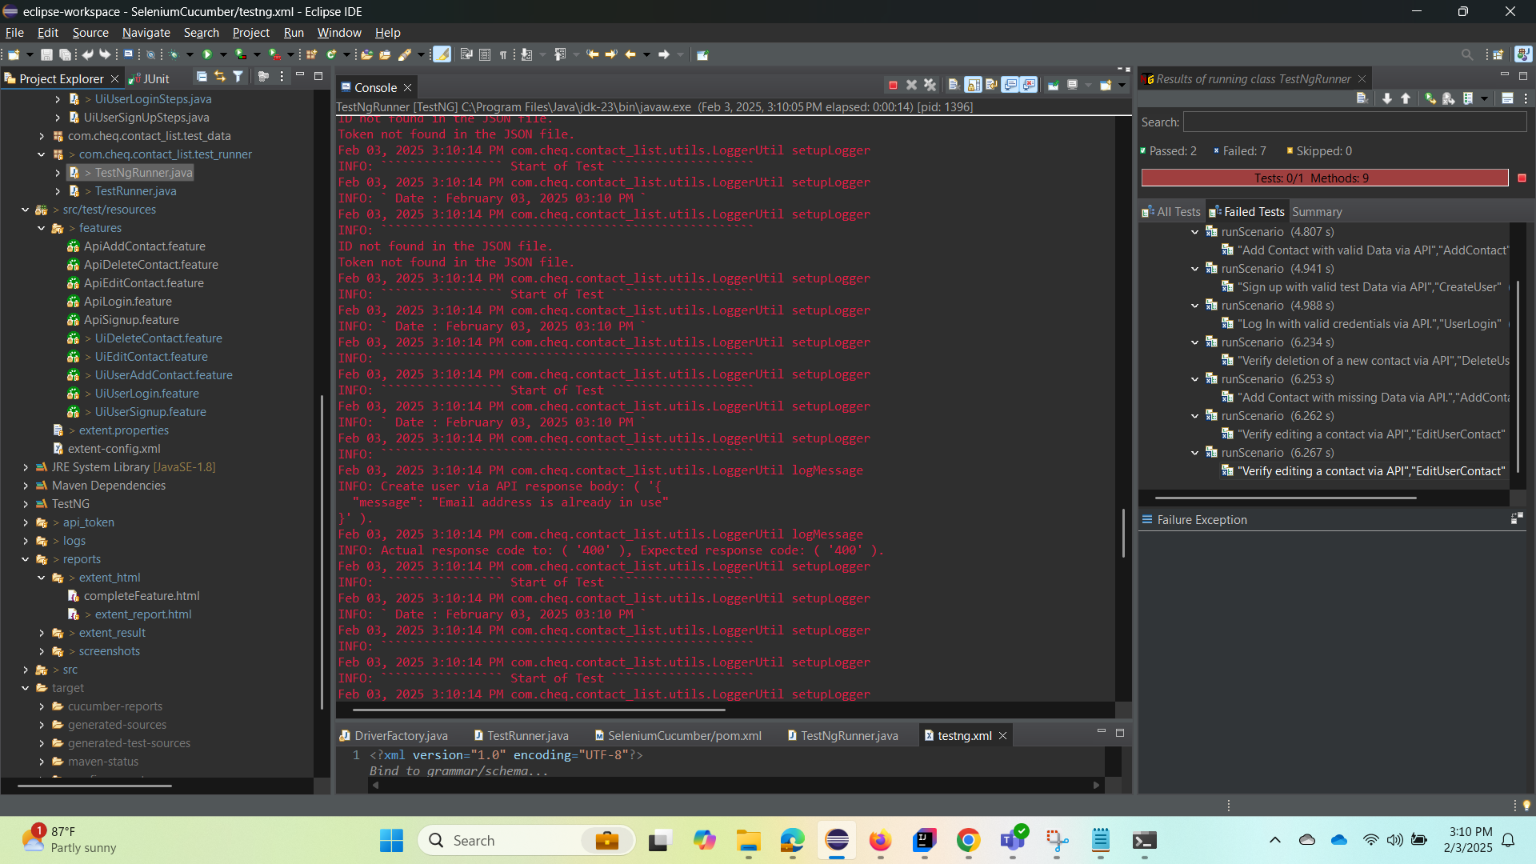 eclipse-workspace - SeleniumCucumber/testng.xml - Eclipse IDE
File Edit Source Navigate Search Project Run Window Help
Project Explorer
JUnit
> UiUserLoginSteps.java
UiUserSignUpSteps.java
com.cheq.contact_list.test_data
> com.cheq.contact_list.test_runner
> TestNgRunner.java
> TestRunner.java
> src/test/resources
> features
ApiAddContact.feature
ApiDeleteContact.feature
ApiEditContact.feature
ApiLogin.feature
ApiSignup.feature
> UiDeleteContact.feature
> UiEditContact.feature
> UiUserAddContact.feature
> UiUserLogin.feature
> UiUserSignup.feature
> extent.properties
extent-config.xml
JRE System Library [JavaSE-1.8]
Maven Dependencies
TestNG
> api_token
> logs
> reports
> extent_html
completeFeature.html
> extent_report.html
> extent_result
> screenshots
> src
target
cucumber-reports
generated-sources
generated-test-sources
maven-status
Console
TestNgRunner [TestNG] C:\Program Files\Java\jdk-23\bin\javaw.exe (Feb 3, 2025, 3:10:05 PM elapsed: 0:00:14) [pid: 1396]
ID not found in the JSON file.
Token not found in the JSON file.
Feb 03, 2025 3:10:14 PM com.cheq.contact_list.utils.LoggerUtil setupLogger
INFO: ``````````````````` Start of Test ``````````````````
Feb 03, 2025 3:10:14 PM com.cheq.contact_list.utils.LoggerUtil setupLogger
INFO: ` Date : February 03, 2025 03:10 PM `
Feb 03, 2025 3:10:14 PM com.cheq.contact_list.utils.LoggerUtil setupLogger
INFO: ```````````````````````````````````````````````
ID not found in the JSON file.
Token not found in the JSON file.
Feb 03, 2025 3:10:14 PM com.cheq.contact_list.utils.LoggerUtil setupLogger
INFO: ``````````````````` Start of Test ``````````````````
Feb 03, 2025 3:10:14 PM com.cheq.contact_list.utils.LoggerUtil setupLogger
INFO: ` Date : February 03, 2025 03:10 PM `
Feb 03, 2025 3:10:14 PM com.cheq.contact_list.utils.LoggerUtil setupLogger
INFO: ```````````````````````````````````````````````
Feb 03, 2025 3:10:14 PM com.cheq.contact_list.utils.LoggerUtil setupLogger
INFO: ``````````````````` Start of Test ``````````````````
Feb 03, 2025 3:10:14 PM com.cheq.contact_list.utils.LoggerUtil setupLogger
INFO: ` Date : February 03, 2025 03:10 PM `
Feb 03, 2025 3:10:14 PM com.cheq.contact_list.utils.LoggerUtil setupLogger
INFO: ```````````````````````````````````````````````
Feb 03, 2025 3:10:14 PM com.cheq.contact_list.utils.LoggerUtil logMessage
INFO: Create user via API response body: ( '{
"message": "Email address is already in use"
}' ).
Feb 03, 2025 3:10:14 PM com.cheq.contact_list.utils.LoggerUtil logMessage
INFO: Actual response code to: ( '400' ), Expected response code: ( '400' ).
Feb 03, 2025 3:10:14 PM com.cheq.contact_list.utils.LoggerUtil setupLogger
INFO: ``````````````````` Start of Test ``````````````````
Feb 03, 2025 3:10:14 PM com.cheq.contact_list.utils.LoggerUtil setupLogger
INFO: ` Date : February 03, 2025 03:10 PM `
Feb 03, 2025 3:10:14 PM com.cheq.contact_list.utils.LoggerUtil setupLogger
INFO: ```````````````````````````````````````````````
Feb 03, 2025 3:10:14 PM com.cheq.contact_list.utils.LoggerUtil setupLogger
INFO: ``````````````````` Start of Test ``````````````````
Feb 03, 2025 3:10:14 PM com.cheq.contact_list.utils.LoggerUtil setupLogger
DriverFactory.java TestRunner.java SeleniumCucumber/pom.xml TestNgRunner.java testng.xml
1 <?xml version="1.0" encoding="UTF-8"?>
Bind to grammar/schema...
Results of running class TestNgRunner
Search:
Passed: 2 Failed: 7 Skipped: 0
Tests: 0/1 Methods: 9
All Tests Failed Tests Summary
runScenario (4.807 s)
"Add Contact with valid Data via API","AddContact"
runScenario (4.941 s)
"Sign up with valid test Data via API","CreateUser"
runScenario (4.988 s)
"Log In with valid credentials via API.","UserLogin"
runScenario (6.234 s)
"Verify deletion of a new contact via API","DeleteUs
runScenario (6.253 s)
"Add Contact with missing Data via API.","AddConta
runScenario (6.262 s)
"Verify editing a contact via API","EditUserContact"
runScenario (6.267 s)
"Verify editing a contact via API","EditUserContact"
Failure Exception
1
87°F
Partly sunny
Search
3:10 PM
2/3/2025